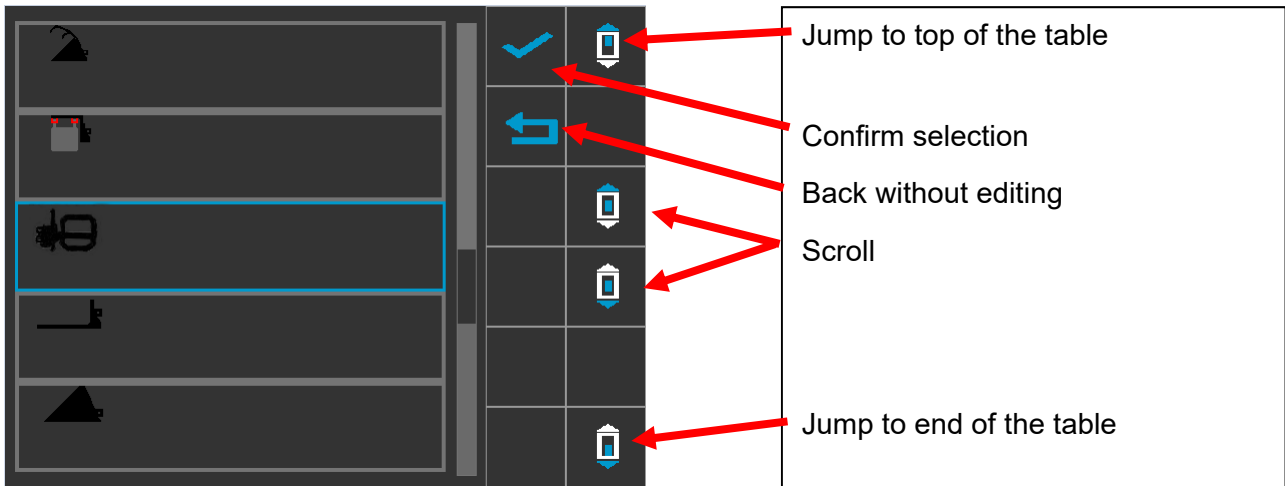 Jump to top of the table
Confirm selection
Back without editing
Scroll
Jump to end of the table